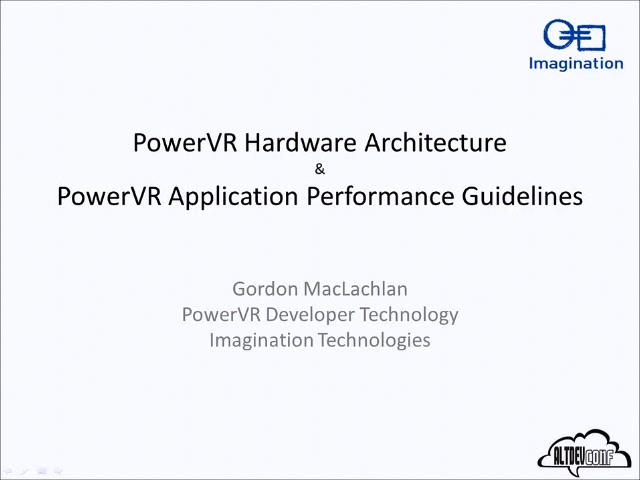 Imagination
PowerVR Hardware Architecture
&
PowerVR Application Performance Guidelines
Gordon MacLachlan
PowerVR Developer Technology
Imagination Technologies
ALTDEVCONF